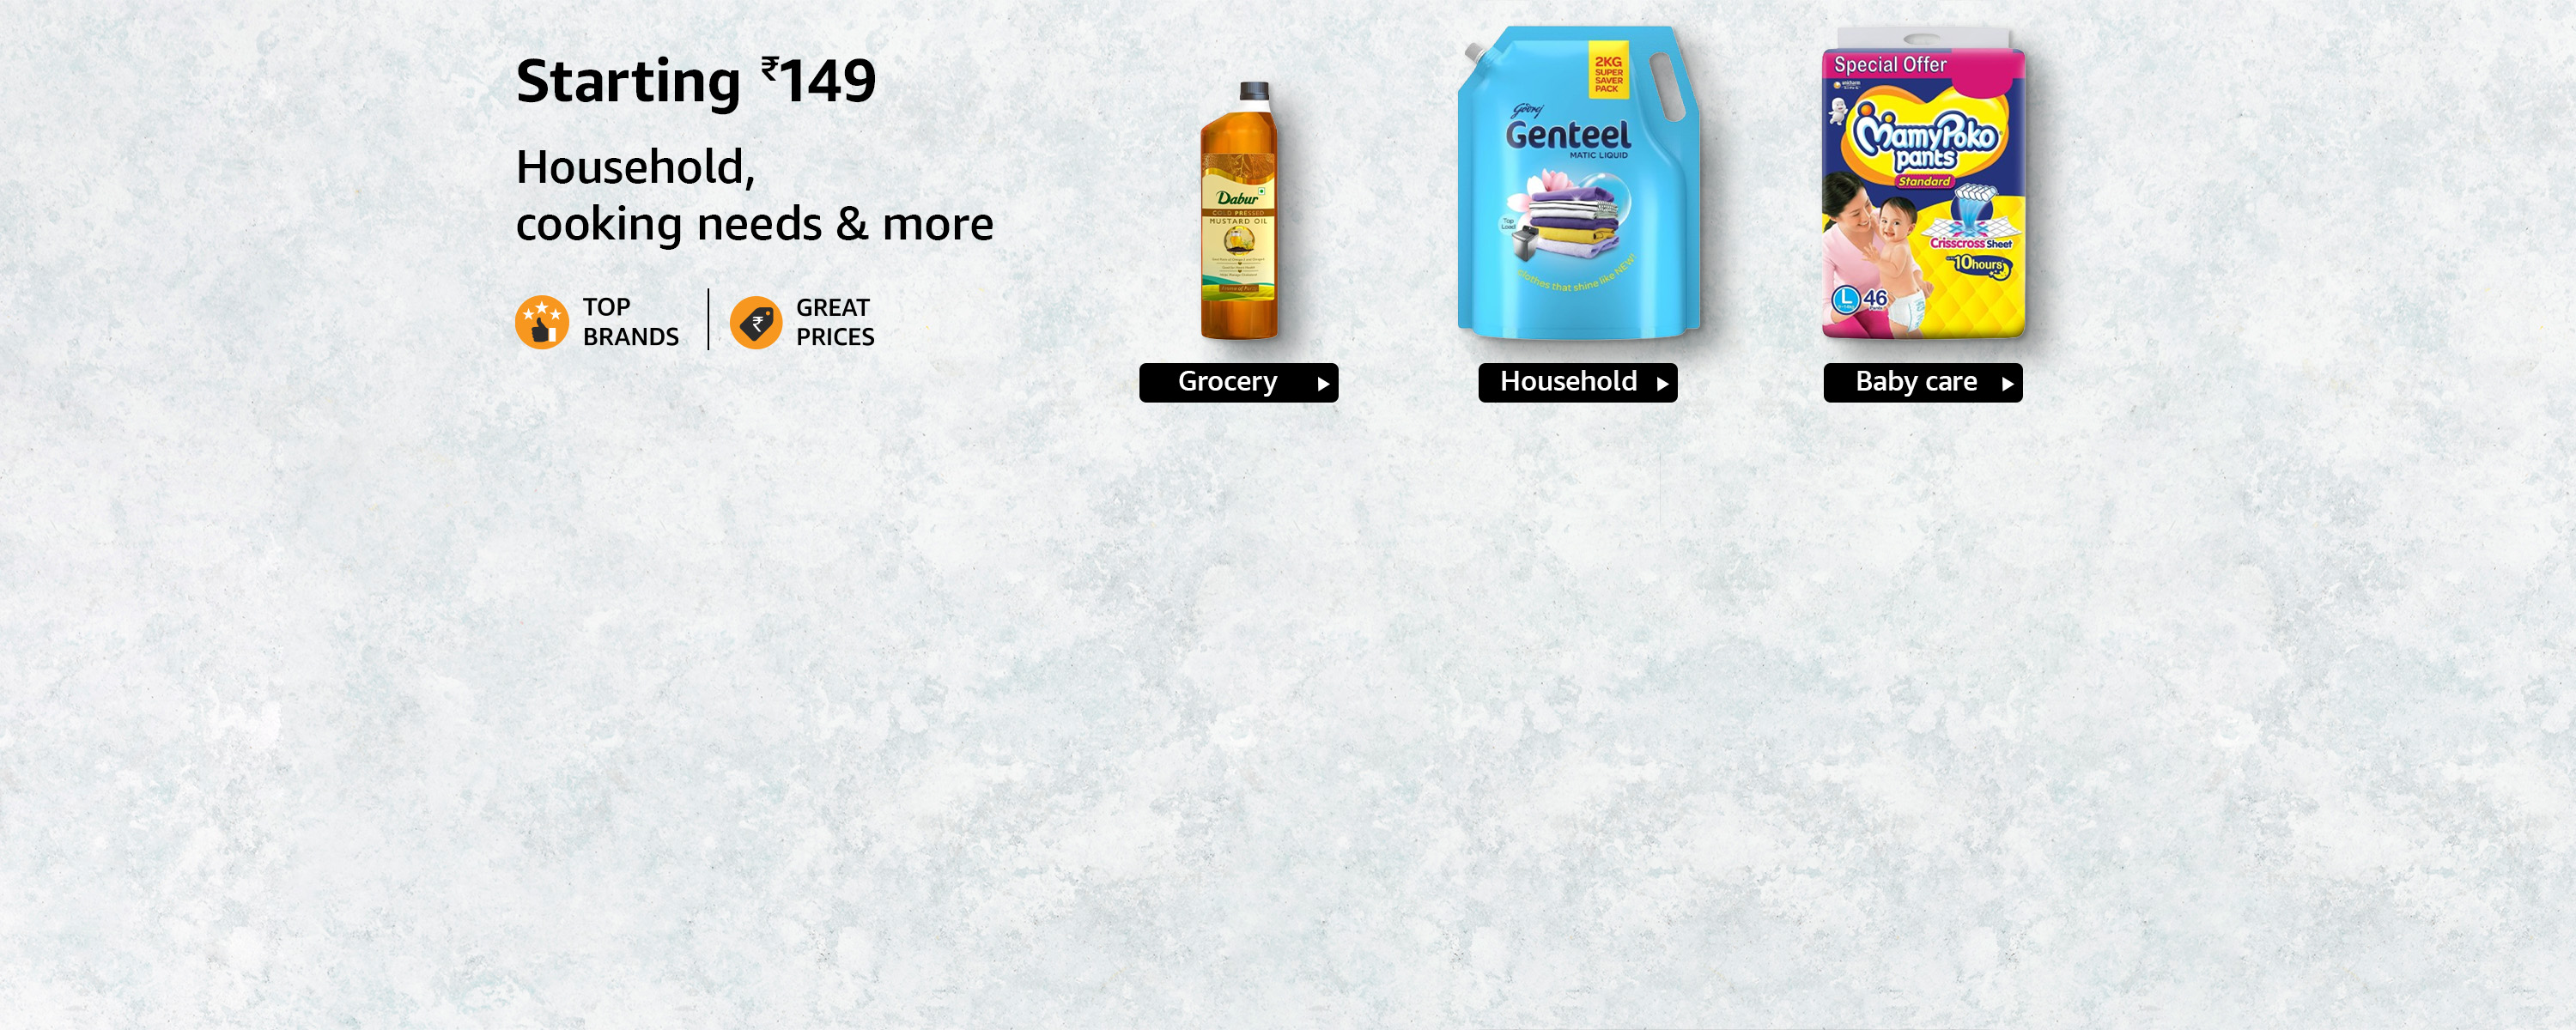 Starting ₹149
Household,
cooking needs & more
TOP
BRANDS
GREAT
PRICES
Dabur
COLD PRESSED
MUSTARD OIL
Grocery
2KG
SUPER
SAVER
PACK
Godrej
Genteel
MATIC LIQUID
Top
Load
clothes that shine like NEW!
Household
Special Offer
MamyPoko
pants
Standard
Crisscross Sheet
10hours
L
46
Baby care